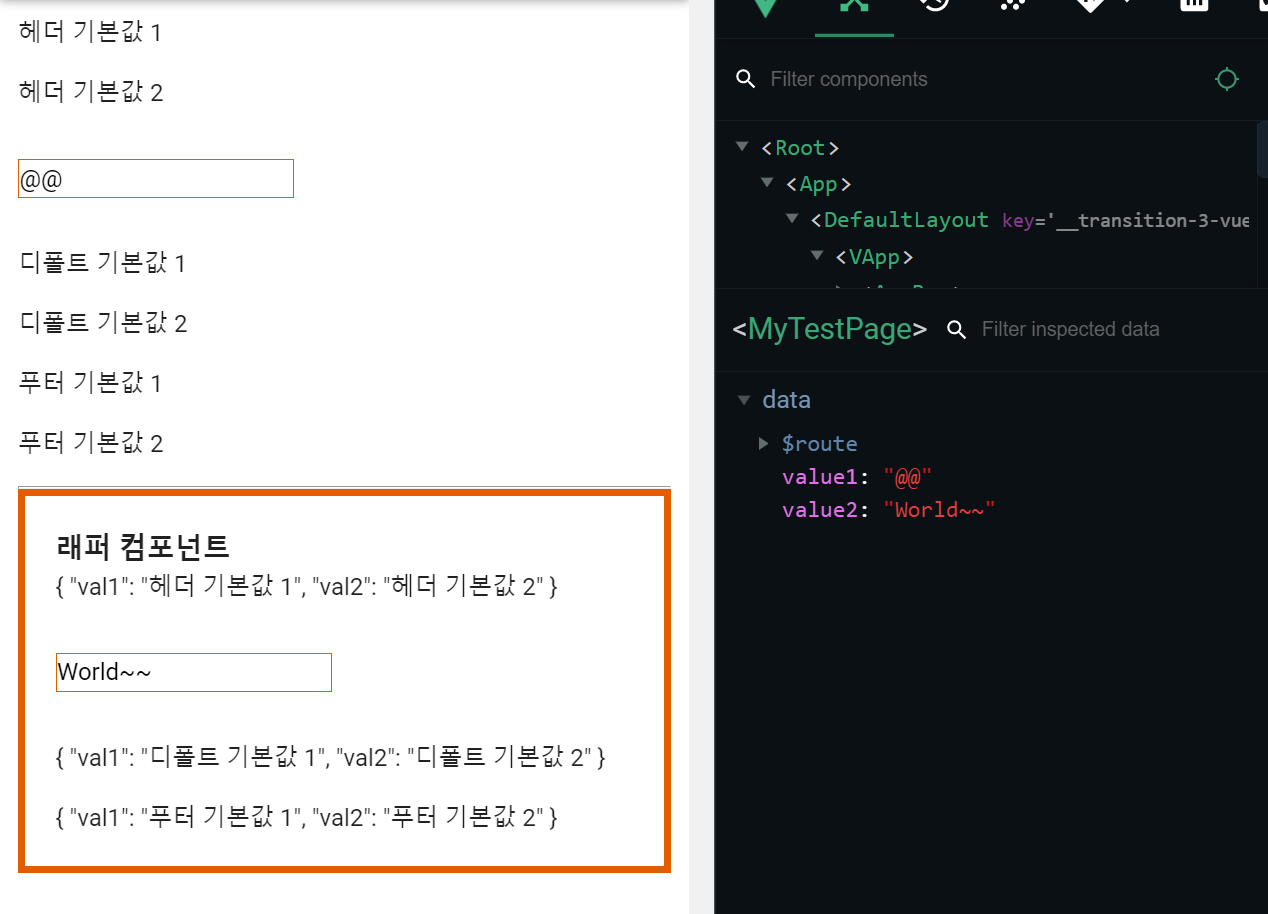 헤더 기본값 1
헤더 기본값 2
@@
디폴트 기본값 1
디폴트 기본값 2
푸터 기본값 1
푸터 기본값 2
래퍼 컴포넌트
{ "val1": "헤더 기본값 1", "val2": "헤더 기본값 2" }
World~~
{ "val1": "디폴트 기본값 1", "val2": "디폴트 기본값 2" }
{ "val1": "푸터 기본값 1", "val2": "푸터 기본값 2" }
Filter components
<Root>
<App>
<DefaultLayout key='__transition-3-vue
<VApp>
<MyTestPage> Filter inspected data
data
$route
value1: "@@"
value2: "World~~"